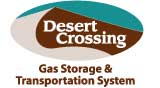 Desert
Crossing
Gas Storage &
Transportation System